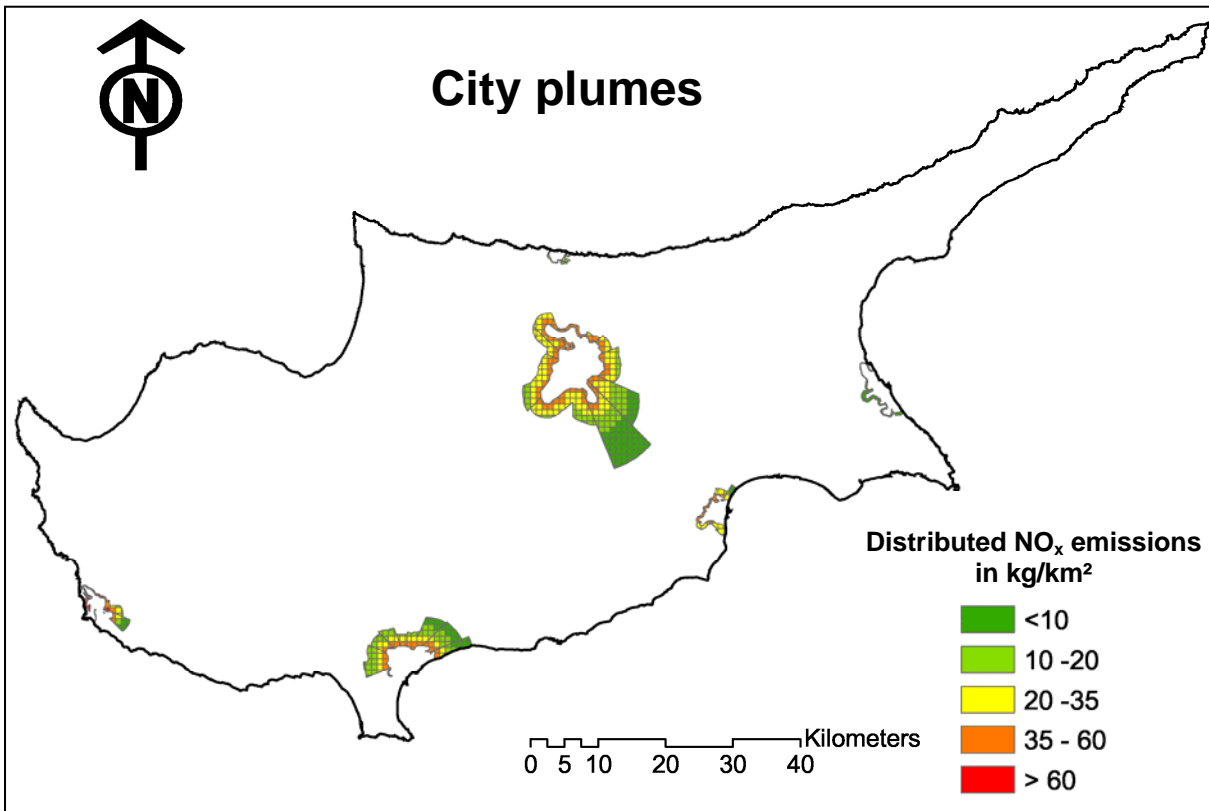 N
City plumes
Distributed NOₓ emissions
in kg/km²
<10
10 -20
20 -35
35 - 60
> 60
Kilometers
0 5 10 20 30 40